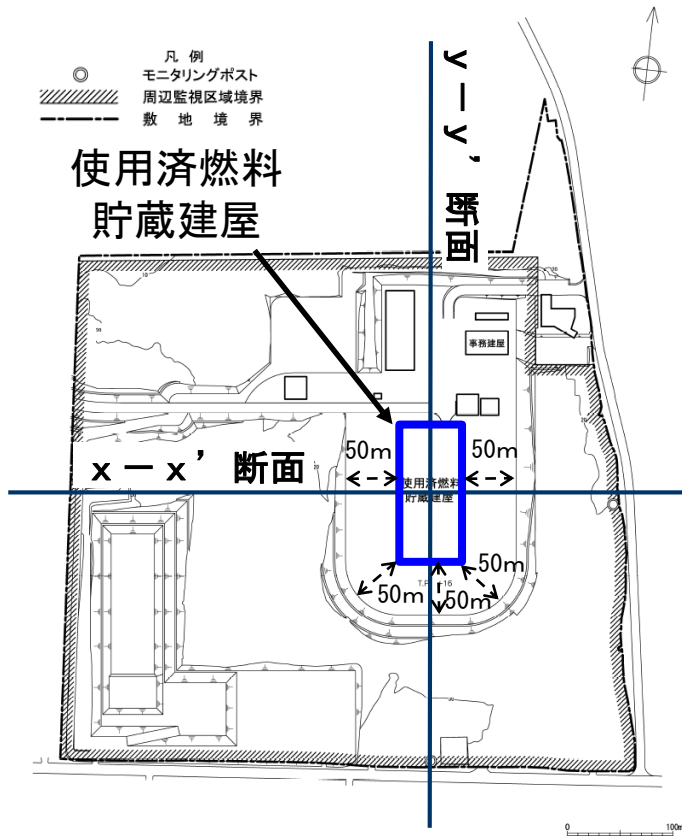 凡 例
モニタリングポスト
周辺監視区域境界
敷 地 境 界
使用済燃料
貯蔵建屋
y－y’ 断面
事務建屋
x－x’ 断面
50m
50m
使用済燃料
貯蔵建屋
50m
50m
50m
0
100m